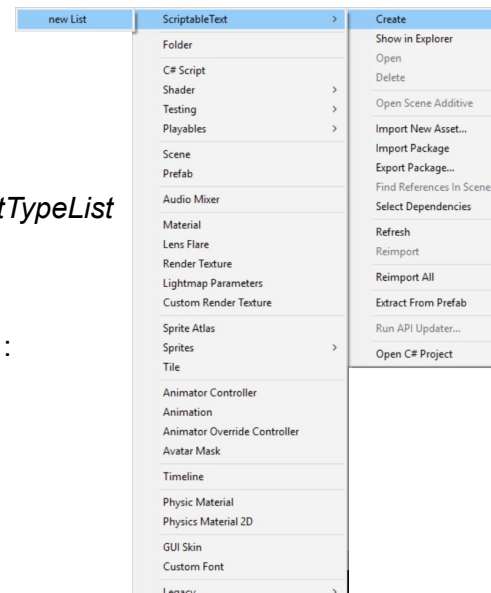 new List
tTypeList
:
ScriptableText >
Folder
C# Script
Shader >
Testing >
Playables >
Scene
Prefab
Audio Mixer
Material
Lens Flare
Render Texture
Lightmap Parameters
Custom Render Texture
Sprite Atlas
Sprites >
Tile
Animator Controller
Animation
Animator Override Controller
Avatar Mask
Timeline
Physic Material
Physics Material 2D
GUI Skin
Custom Font
Legacy >
Create
Show in Explorer
Open
Delete
Open Scene Additive
Import New Asset...
Import Package
Export Package...
Find References In Scene
Select Dependencies
Refresh
Reimport
Reimport All
Extract From Prefab
Run API Updater...
Open C# Project